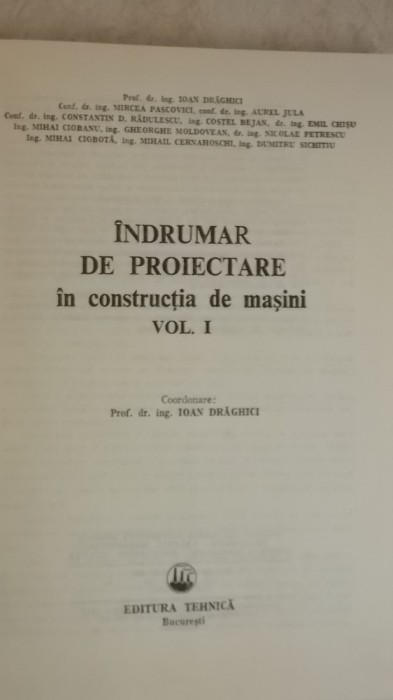 Prof. dr. ing. IOAN DRĂGHICI
Conf. dr. ing. MIRCEA PASCOVICI, conf. dr. ing. AUREL JULA
Conf. dr. ing. CONSTANTIN D. RĂDULESCU, ing. COSTEL BEJAN, dr. ing. EMIL CHIȘU
Ing. MIHAI CIOBANU, ing. GHEORGHE MOLDOVEAN, dr. ing. NICOLAE PETRESCU
Ing. MIHAI CIOBOTĂ, ing. MIHAIL CERNAHOSCHI, ing. DUMITRU SICHITIU
ÎNDRUMAR
DE PROIECTARE
în construcția de mașini
VOL. I
Coordonare:
Prof. dr. ing. IOAN DRĂGHICI
EDITURA TEHNICĂ
București